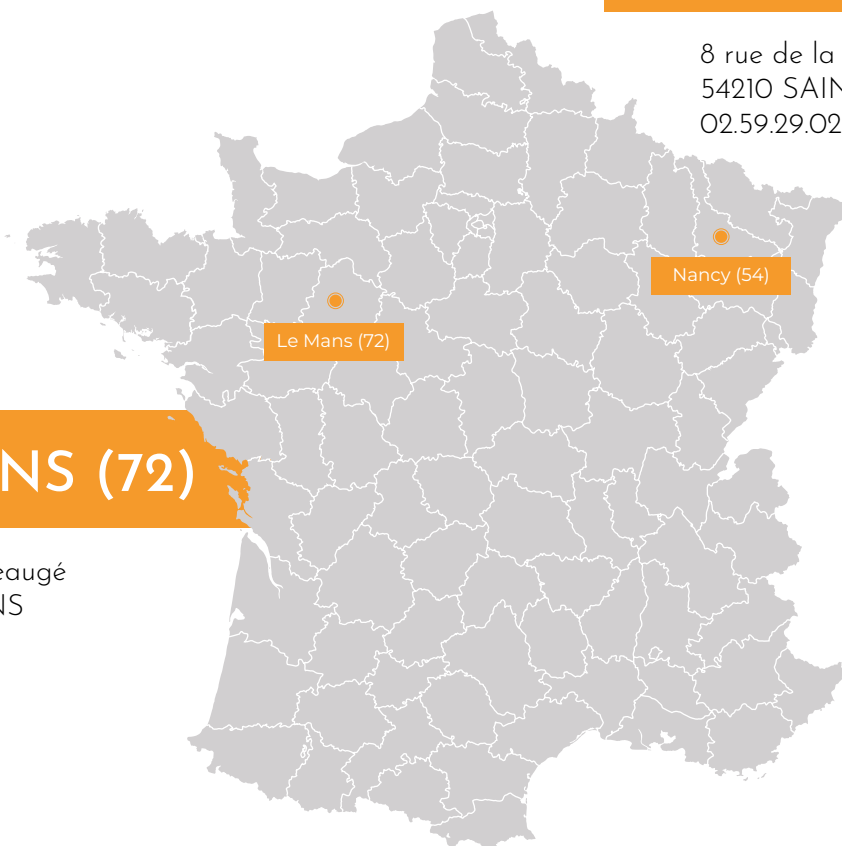 8 rue de la
54210 SAIN
02.59.29.02
Nancy (54)
Le Mans (72)
NS (72)
eaugé
NS